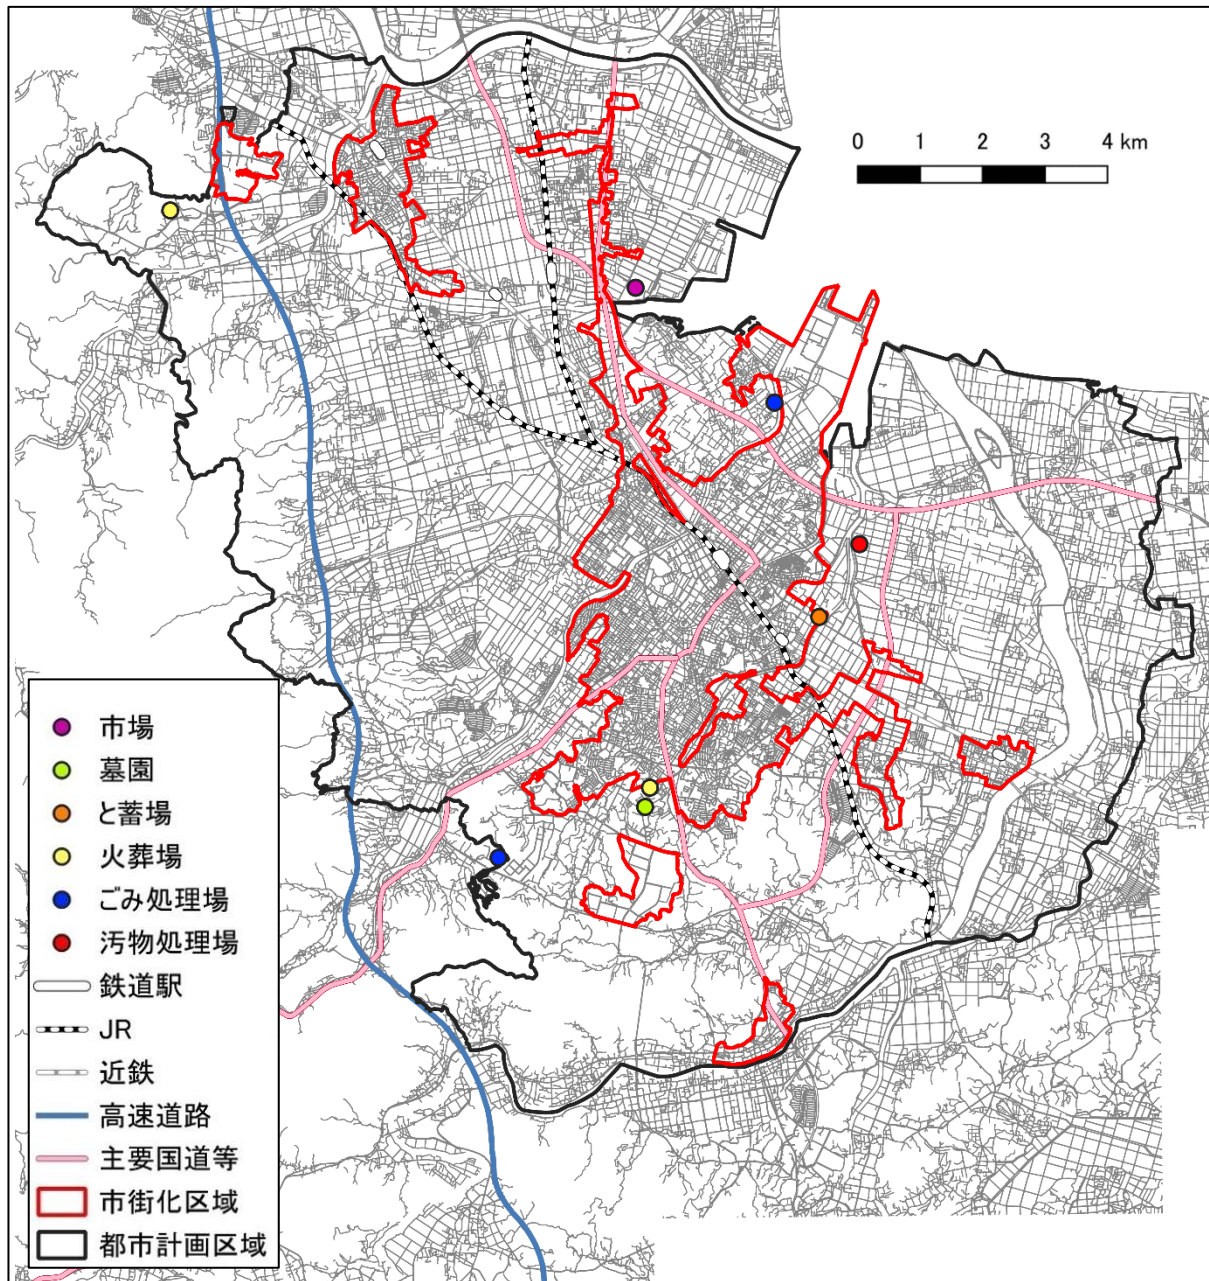 0 1 2 3 4 km
市場
墓園
と蓄場
火葬場
ごみ処理場
汚物処理場
鉄道駅
JR
近鉄
高速道路
主要国道等
市街化区域
都市計画区域